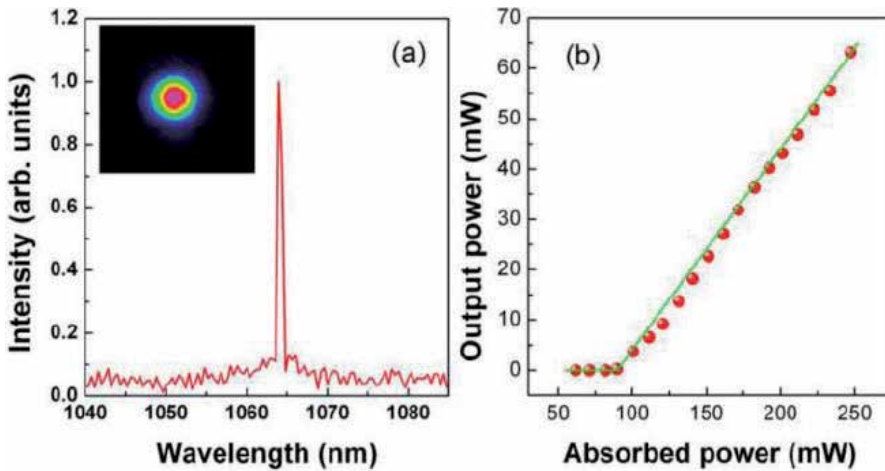 (a)
Intensity (arb. units)
1.2
1.0
0.8
0.6
0.4
0.2
0.0
1040 1050 1060 1070 1080
Wavelength (nm)
(b)
Output power (mW)
70
60
50
40
30
20
10
0
50 100 150 200 250
Absorbed power (mW)